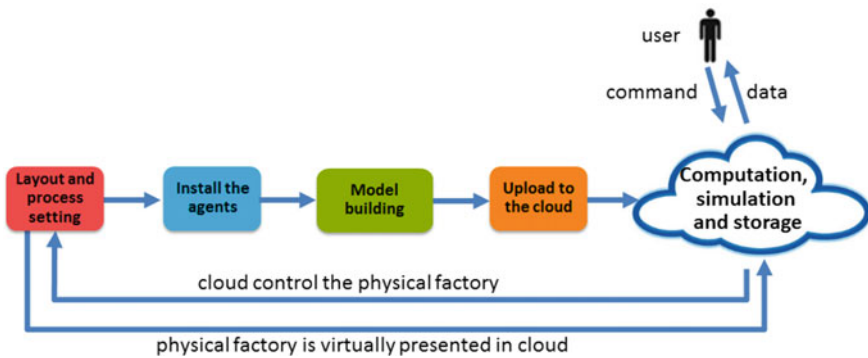 user
command
data
Layout and
process
setting
Install the
agents
Model
building
Upload to
the cloud
Computation,
simulation
and storage
cloud control the physical factory
physical factory is virtually presented in cloud